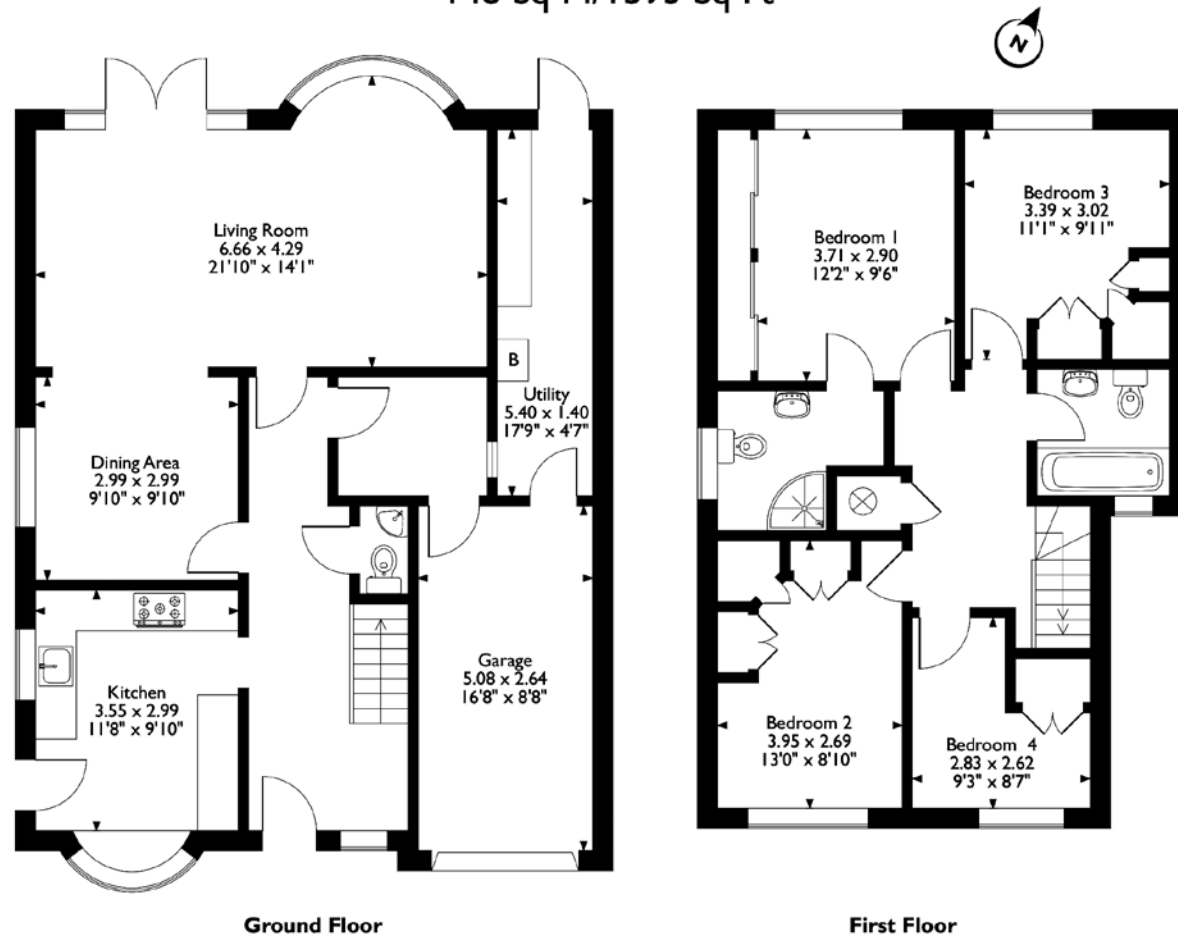 N
Living Room
6.66 x 4.29
21'10" x 14'1"
B
Utility
5.40 x 1.40
17'9" x 4'7"
Dining Area
2.99 x 2.99
9'10" x 9'10"
Kitchen
3.55 x 2.99
11'8" x 9'10"
Garage
5.08 x 2.64
16'8" x 8'8"
Ground Floor
Bedroom 1
3.71 x 2.90
12'2" x 9'6"
Bedroom 3
3.39 x 3.02
11'1" x 9'11"
Bedroom 2
3.95 x 2.69
13'0" x 8'10"
Bedroom 4
2.83 x 2.62
9'3" x 8'7"
First Floor